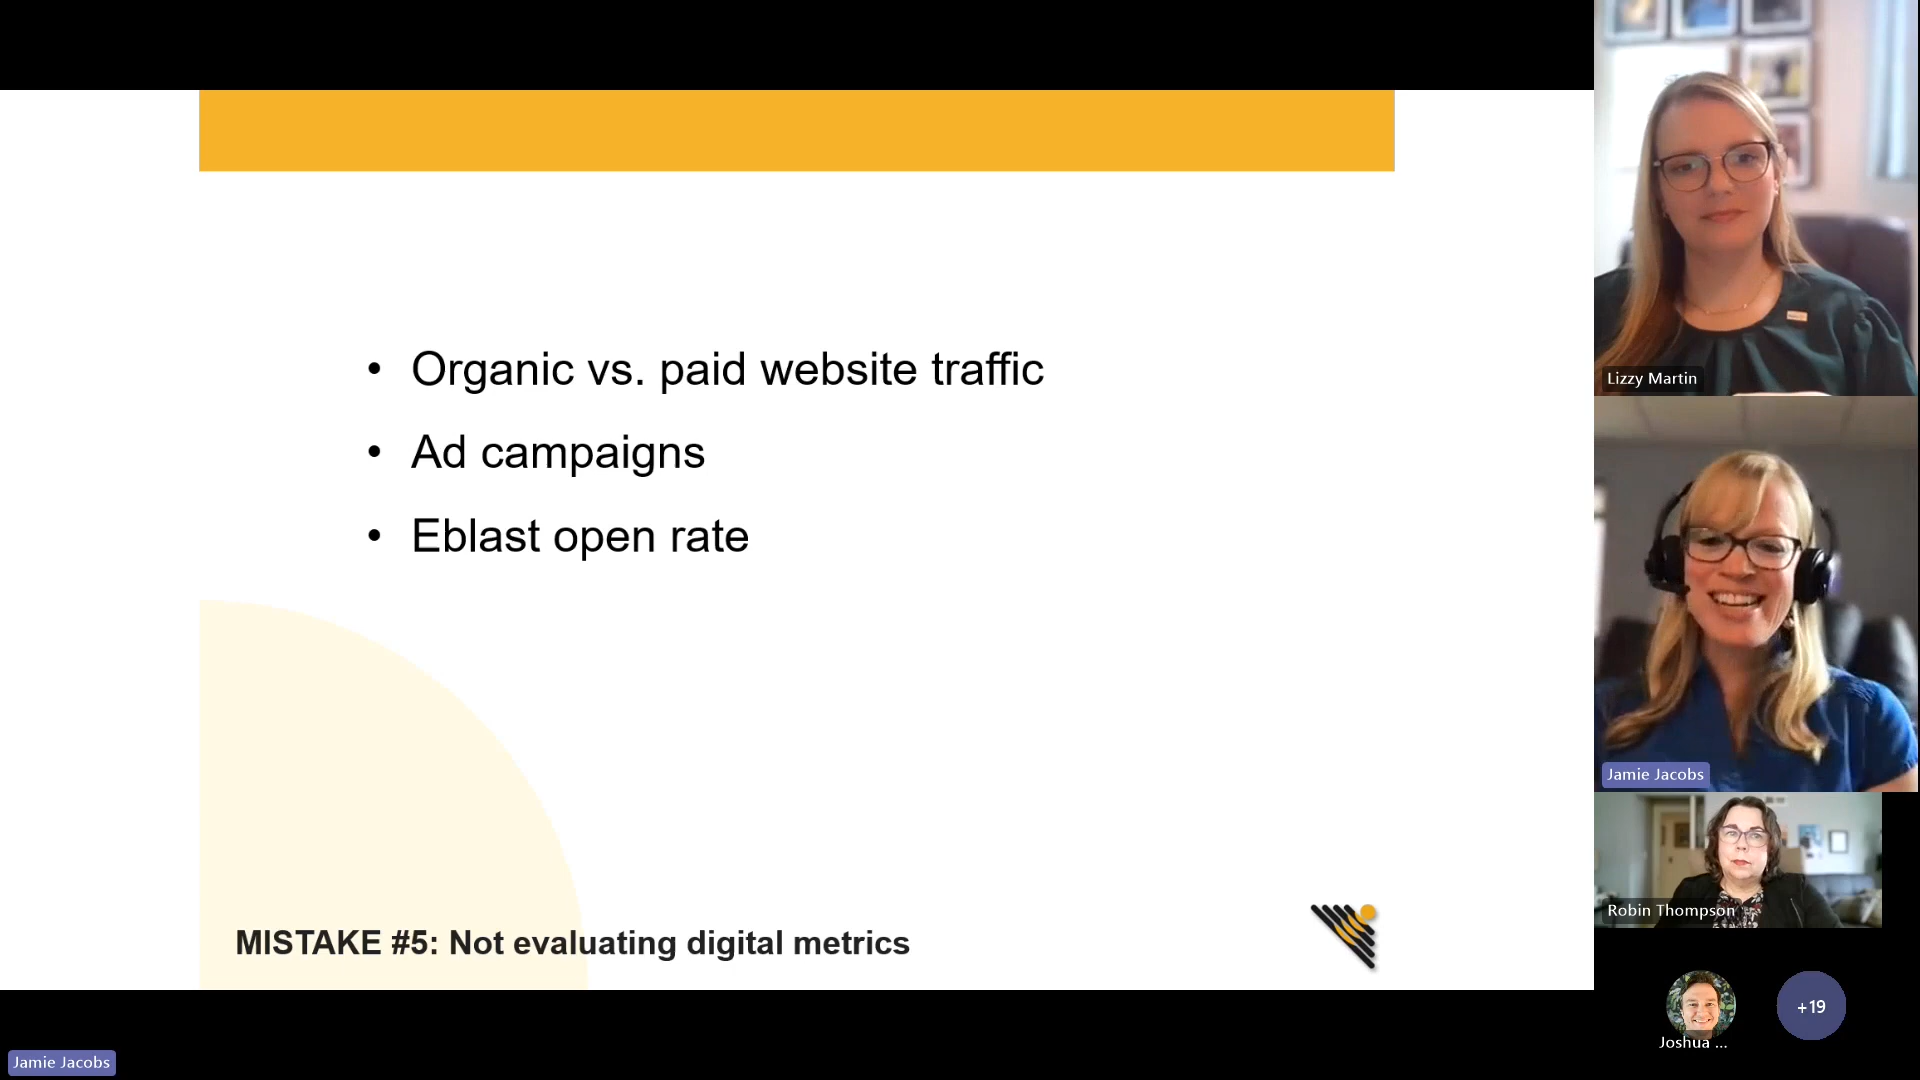 Organic vs. paid website traffic
Ad campaigns
Eblast open rate
MISTAKE #5: Not evaluating digital metrics
Lizzy Martin
Jamie Jacobs
Robin Thompson
Joshua ...
+19
Jamie Jacobs